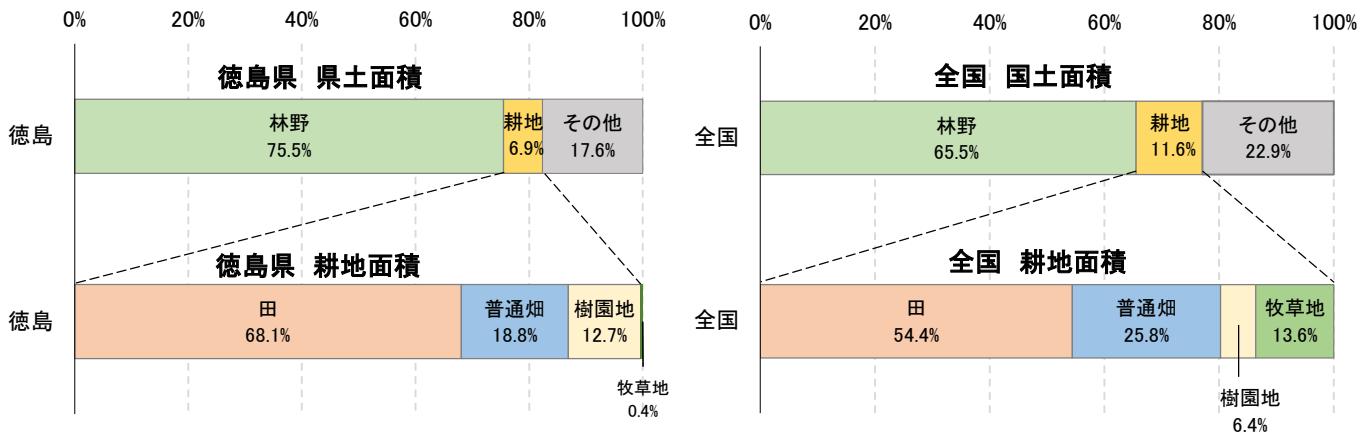 0% 20% 40% 60% 80% 100%
徳島県 県土面積
徳島
林野
75.5%
耕地
6.9%
その他
17.6%
徳島県 耕地面積
徳島
田
68.1%
普通畑
18.8%
樹園地
12.7%
牧草地
0.4%
0% 20% 40% 60% 80% 100%
全国 国土面積
全国
林野
65.5%
耕地
11.6%
その他
22.9%
全国 耕地面積
全国
田
54.4%
普通畑
25.8%
牧草地
13.6%
樹園地
6.4%